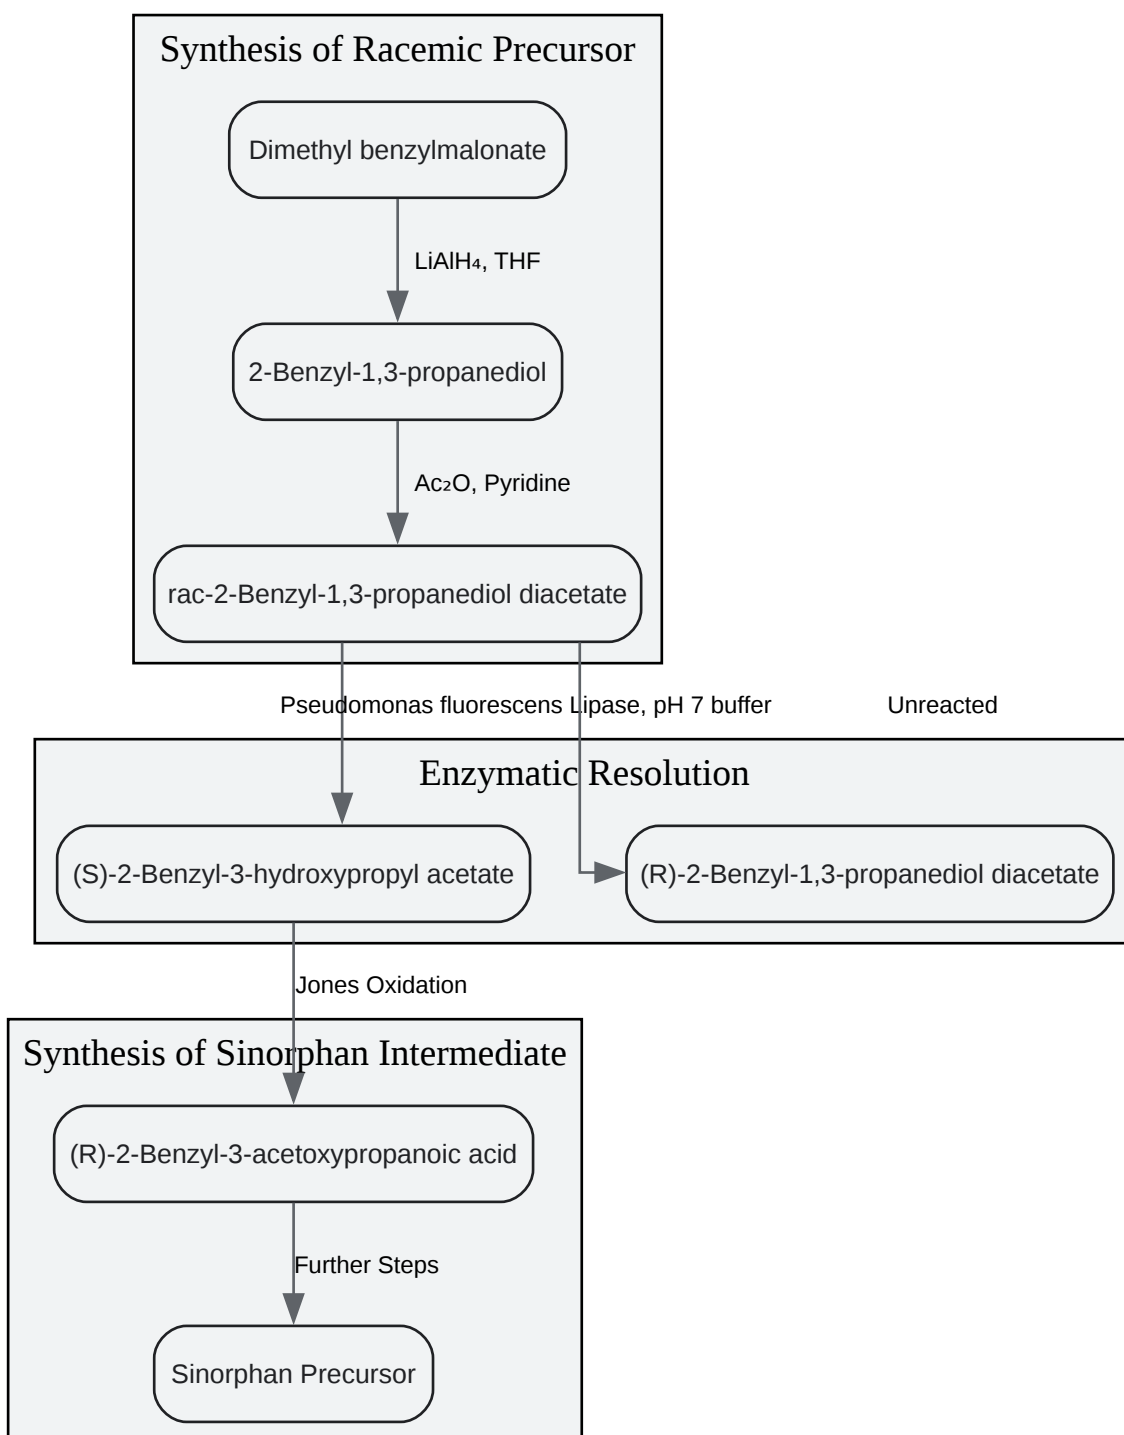 Synthesis of Racemic Precursor
Dimethyl benzylmalonate
LiAlH₄, THF
2-Benzyl-1,3-propanediol
Ac₂O, Pyridine
rac-2-Benzyl-1,3-propanediol diacetate
Pseudomonas fluorescens Lipase, pH 7 buffer
Unreacted
Enzymatic Resolution
(S)-2-Benzyl-3-hydroxypropyl acetate
(R)-2-Benzyl-1,3-propanediol diacetate
Jones Oxidation
Synthesis of Sinorphan Intermediate
(R)-2-Benzyl-3-acetoxypropanoic acid
Further Steps
Sinorphan Precursor